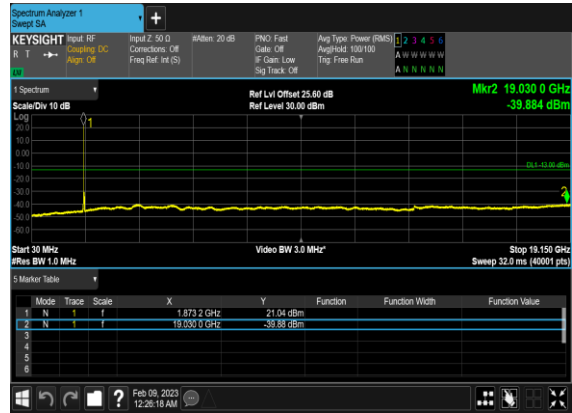 Spectrum Analyzer 1
Swept SA
+
KEYSIGHT Input: RF Input Z: 50 Ω #Atten: 20 dB PNO: Fast Avg Type: Power (RMS) 1 2 3 4 5 6
R T Coupling: DC Corrections: Off Gate: Off Avg|Hold: 100/100 A W W W W W
Align: Off Freq Ref: Int (S) IF Gain: Low Trig: Free Run
Sig Track: Off A N N N N N
1 Spectrum
Ref Lvl Offset 25.60 dB Mkr2 19.030 0 GHz
Scale/Div 10 dB Ref Level 30.00 dBm -39.884 dBm
Log
20.0 1
10.0
0.00
-10.0 DL1 -13.00 dBm
-20.0
-30.0 2
-40.0
-50.0
-60.0
Start 30 MHz Video BW 3.0 MHz* Stop 19.150 GHz
#Res BW 1.0 MHz Sweep 32.0 ms (40001 pts)
5 Marker Table
Mode Trace Scale X Y Function Function Width Function Value
1 N 1 f 1.873 2 GHz 21.04 dBm
2 N 1 f 19.030 0 GHz -39.88 dBm
3
4
5
6
? Feb 09, 2023
12:26:18 AM